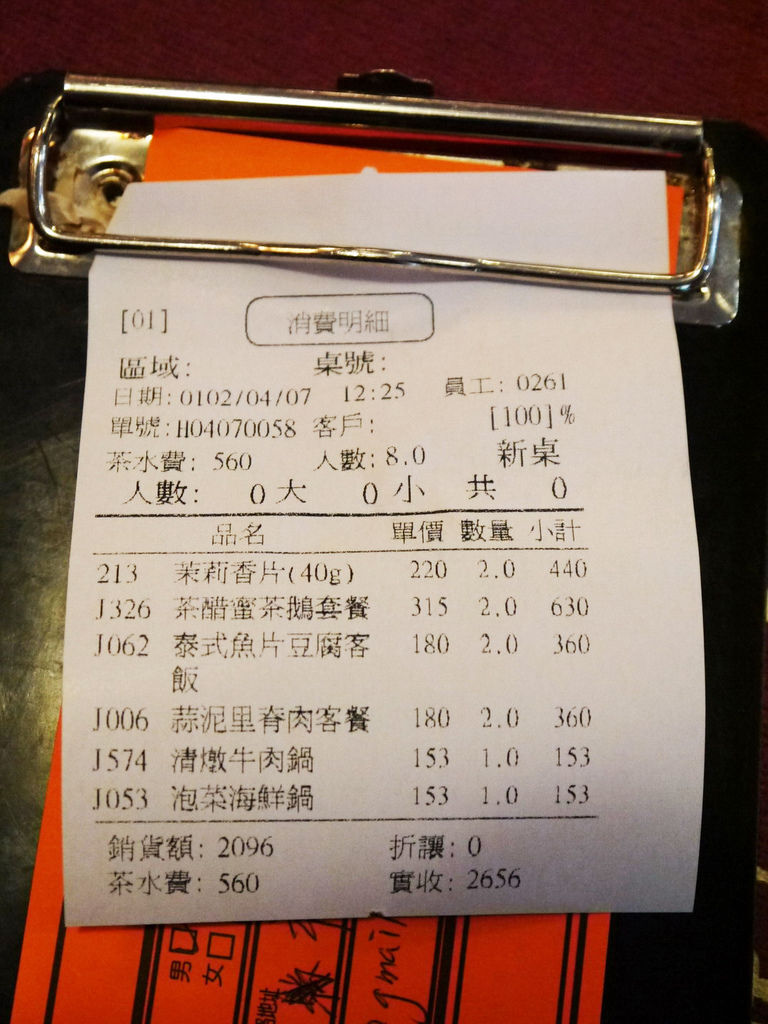 [01] 消費明細
區域: 桌號:
日期:0102/04/07 12:25 員工:0261
單號:H04070058 客戶: [100]%
茶水費: 560 人數:8.0 新桌
人數: 0大 0小 共 0
品名 單價 數量 小計
213 茉莉香片(40g) 220 2.0 440
J326 茶醋蜜茶鵝套餐 315 2.0 630
J062 泰式魚片豆腐客 180 2.0 360
飯
J006 蒜泥里脊肉客餐 180 2.0 360
J574 清燉牛肉鍋 153 1.0 153
J053 泡菜海鮮鍋 153 1.0 153
銷貨額: 2096 折讓: 0
茶水費: 560 實收: 2656
男
女
地址
gmail